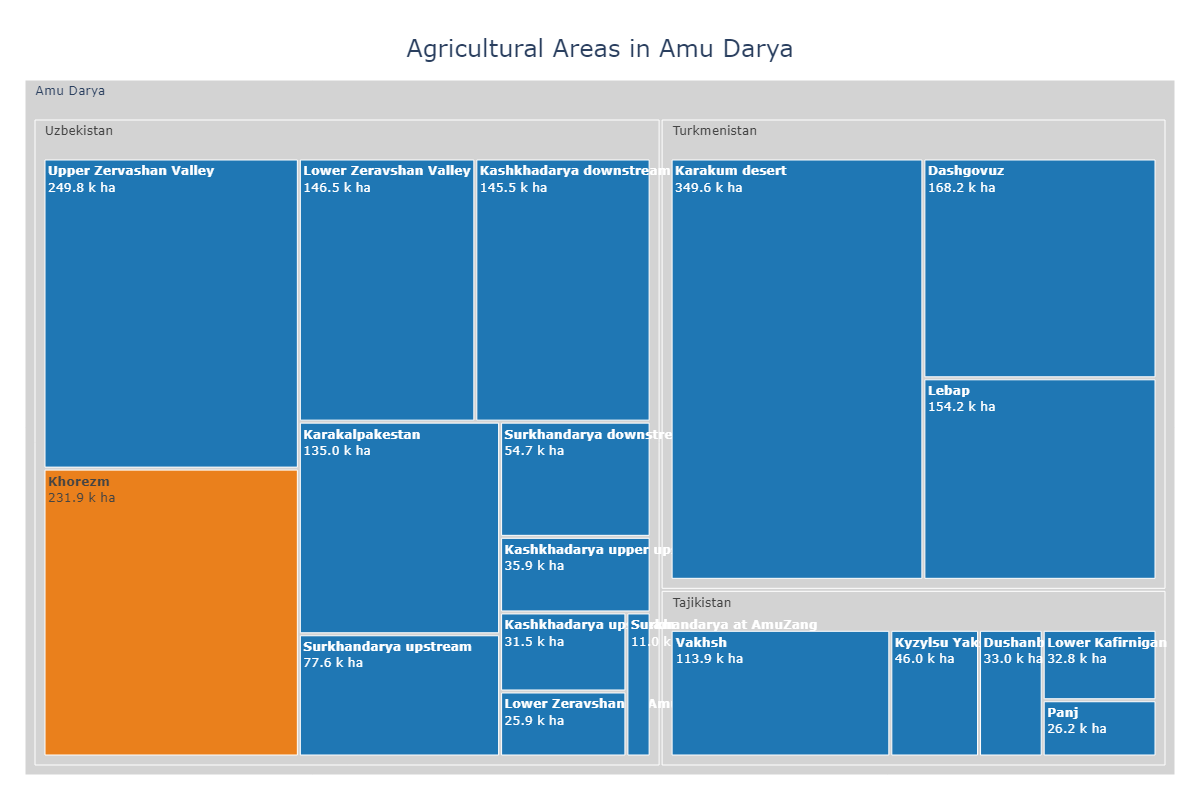 Agricultural Areas in Amu Darya
Amu Darya
Uzbekistan
Upper Zervashan Valley
249.8 k ha
Khorezm
231.9 k ha
Lower Zeravshan Valley
146.5 k ha
Kashkhadarya downstream
145.5 k ha
Karakalpakestan
135.0 k ha
Surkhandarya upstream
77.6 k ha
Surkhandarya downstre
54.7 k ha
Kashkhadarya upper up
35.9 k ha
Kashkhadarya up
31.5 k ha
Lower Zeravshan
25.9 k ha
Surkhandarya at AmuZang
11.0 k
Turkmenistan
Karakum desert
349.6 k ha
Dashgovuz
168.2 k ha
Lebap
154.2 k ha
Tajikistan
Vakhsh
113.9 k ha
Kyzylsu Yak
46.0 k ha
Dushanb
33.0 k ha
Lower Kafirnigan
32.8 k ha
Panj
26.2 k ha